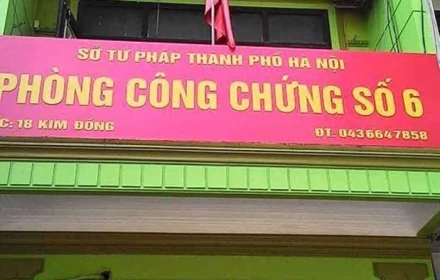 SỞ TƯ PHÁP THÀNH PHỐ HÀ NỘI
PHÒNG CÔNG CHỨNG SỐ 6
C: 18 KIM ĐỒNG ĐT: 0436647858